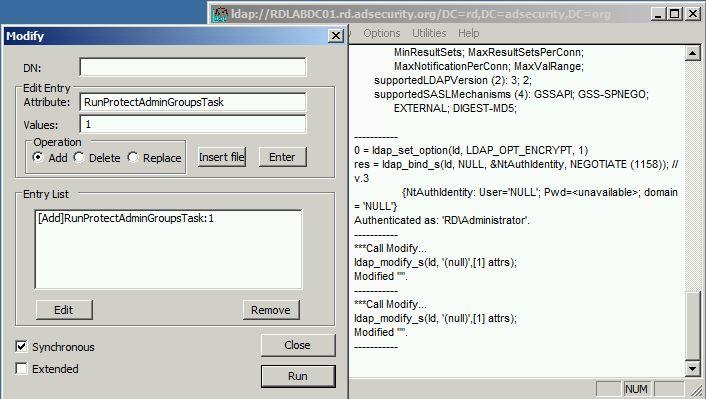 ldap://RDLABDC01.rd.adsecurity.org/DC=rd,DC=adsecurity,DC=org
Options Utilities Help
MinResultSets; MaxResultSetsPerConn;
MaxNotificationPerConn; MaxValRange;
supportedLDAPVersion (2): 3; 2;
supportedSASLMechanisms (4): GSSAPI; GSS-SPNEGO;
EXTERNAL; DIGEST-MD5;
-----------
0 = ldap_set_option(ld, LDAP_OPT_ENCRYPT, 1)
res = ldap_bind_s(ld, NULL, &NtAuthIdentity, NEGOTIATE (1158)); //
v.3
{NtAuthIdentity: User='NULL'; Pwd=<unavailable>; domain
= 'NULL'}
Authenticated as: 'RD\Administrator'.
-----------
***Call Modify...
ldap_modify_s(ld, '(null)',[1] attrs);
Modified "".
-----------
***Call Modify...
ldap_modify_s(ld, '(null)',[1] attrs);
Modified "".
-----------
NUM
Modify
DN:
Edit Entry
Attribute: RunProtectAdminGroupsTask
Values: 1
Operation
Add Delete Replace
Insert file
Enter
Entry List
[Add]RunProtectAdminGroupsTask:1
Edit Remove
Synchronous
Close
Extended
Run